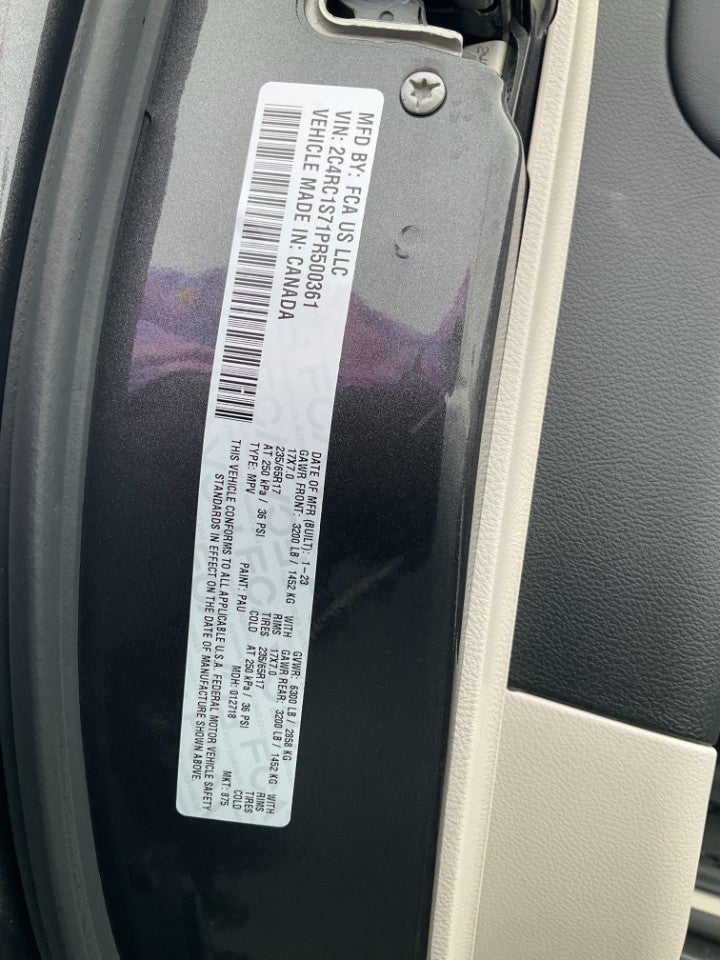 MFD BY: FCA US LLC
VIN: 2C4RC1S71PR500361
VEHICLE MADE IN: CANADA
DATE OF MFR (BUILT): 1-23 GVWR: 6300 LB / 2858 KG
GAWR FRONT: 3200 LB / 1452 KG WITH GAWR REAR: 3200 LB / 1452 KG WITH
17X7.0 RIMS 17X7.0 RIMS
235/65R17 TIRES 235/65R17 TIRES
AT 250 kPa / 36 PSI COLD AT 250 kPa / 36 PSI COLD
TYPE: MPV PAINT: PAU MDH: 012718 MKT: 875
THIS VEHICLE CONFORMS TO ALL APPLICABLE U.S.A. FEDERAL MOTOR VEHICLE SAFETY
STANDARDS IN EFFECT ON THE DATE OF MANUFACTURE SHOWN ABOVE